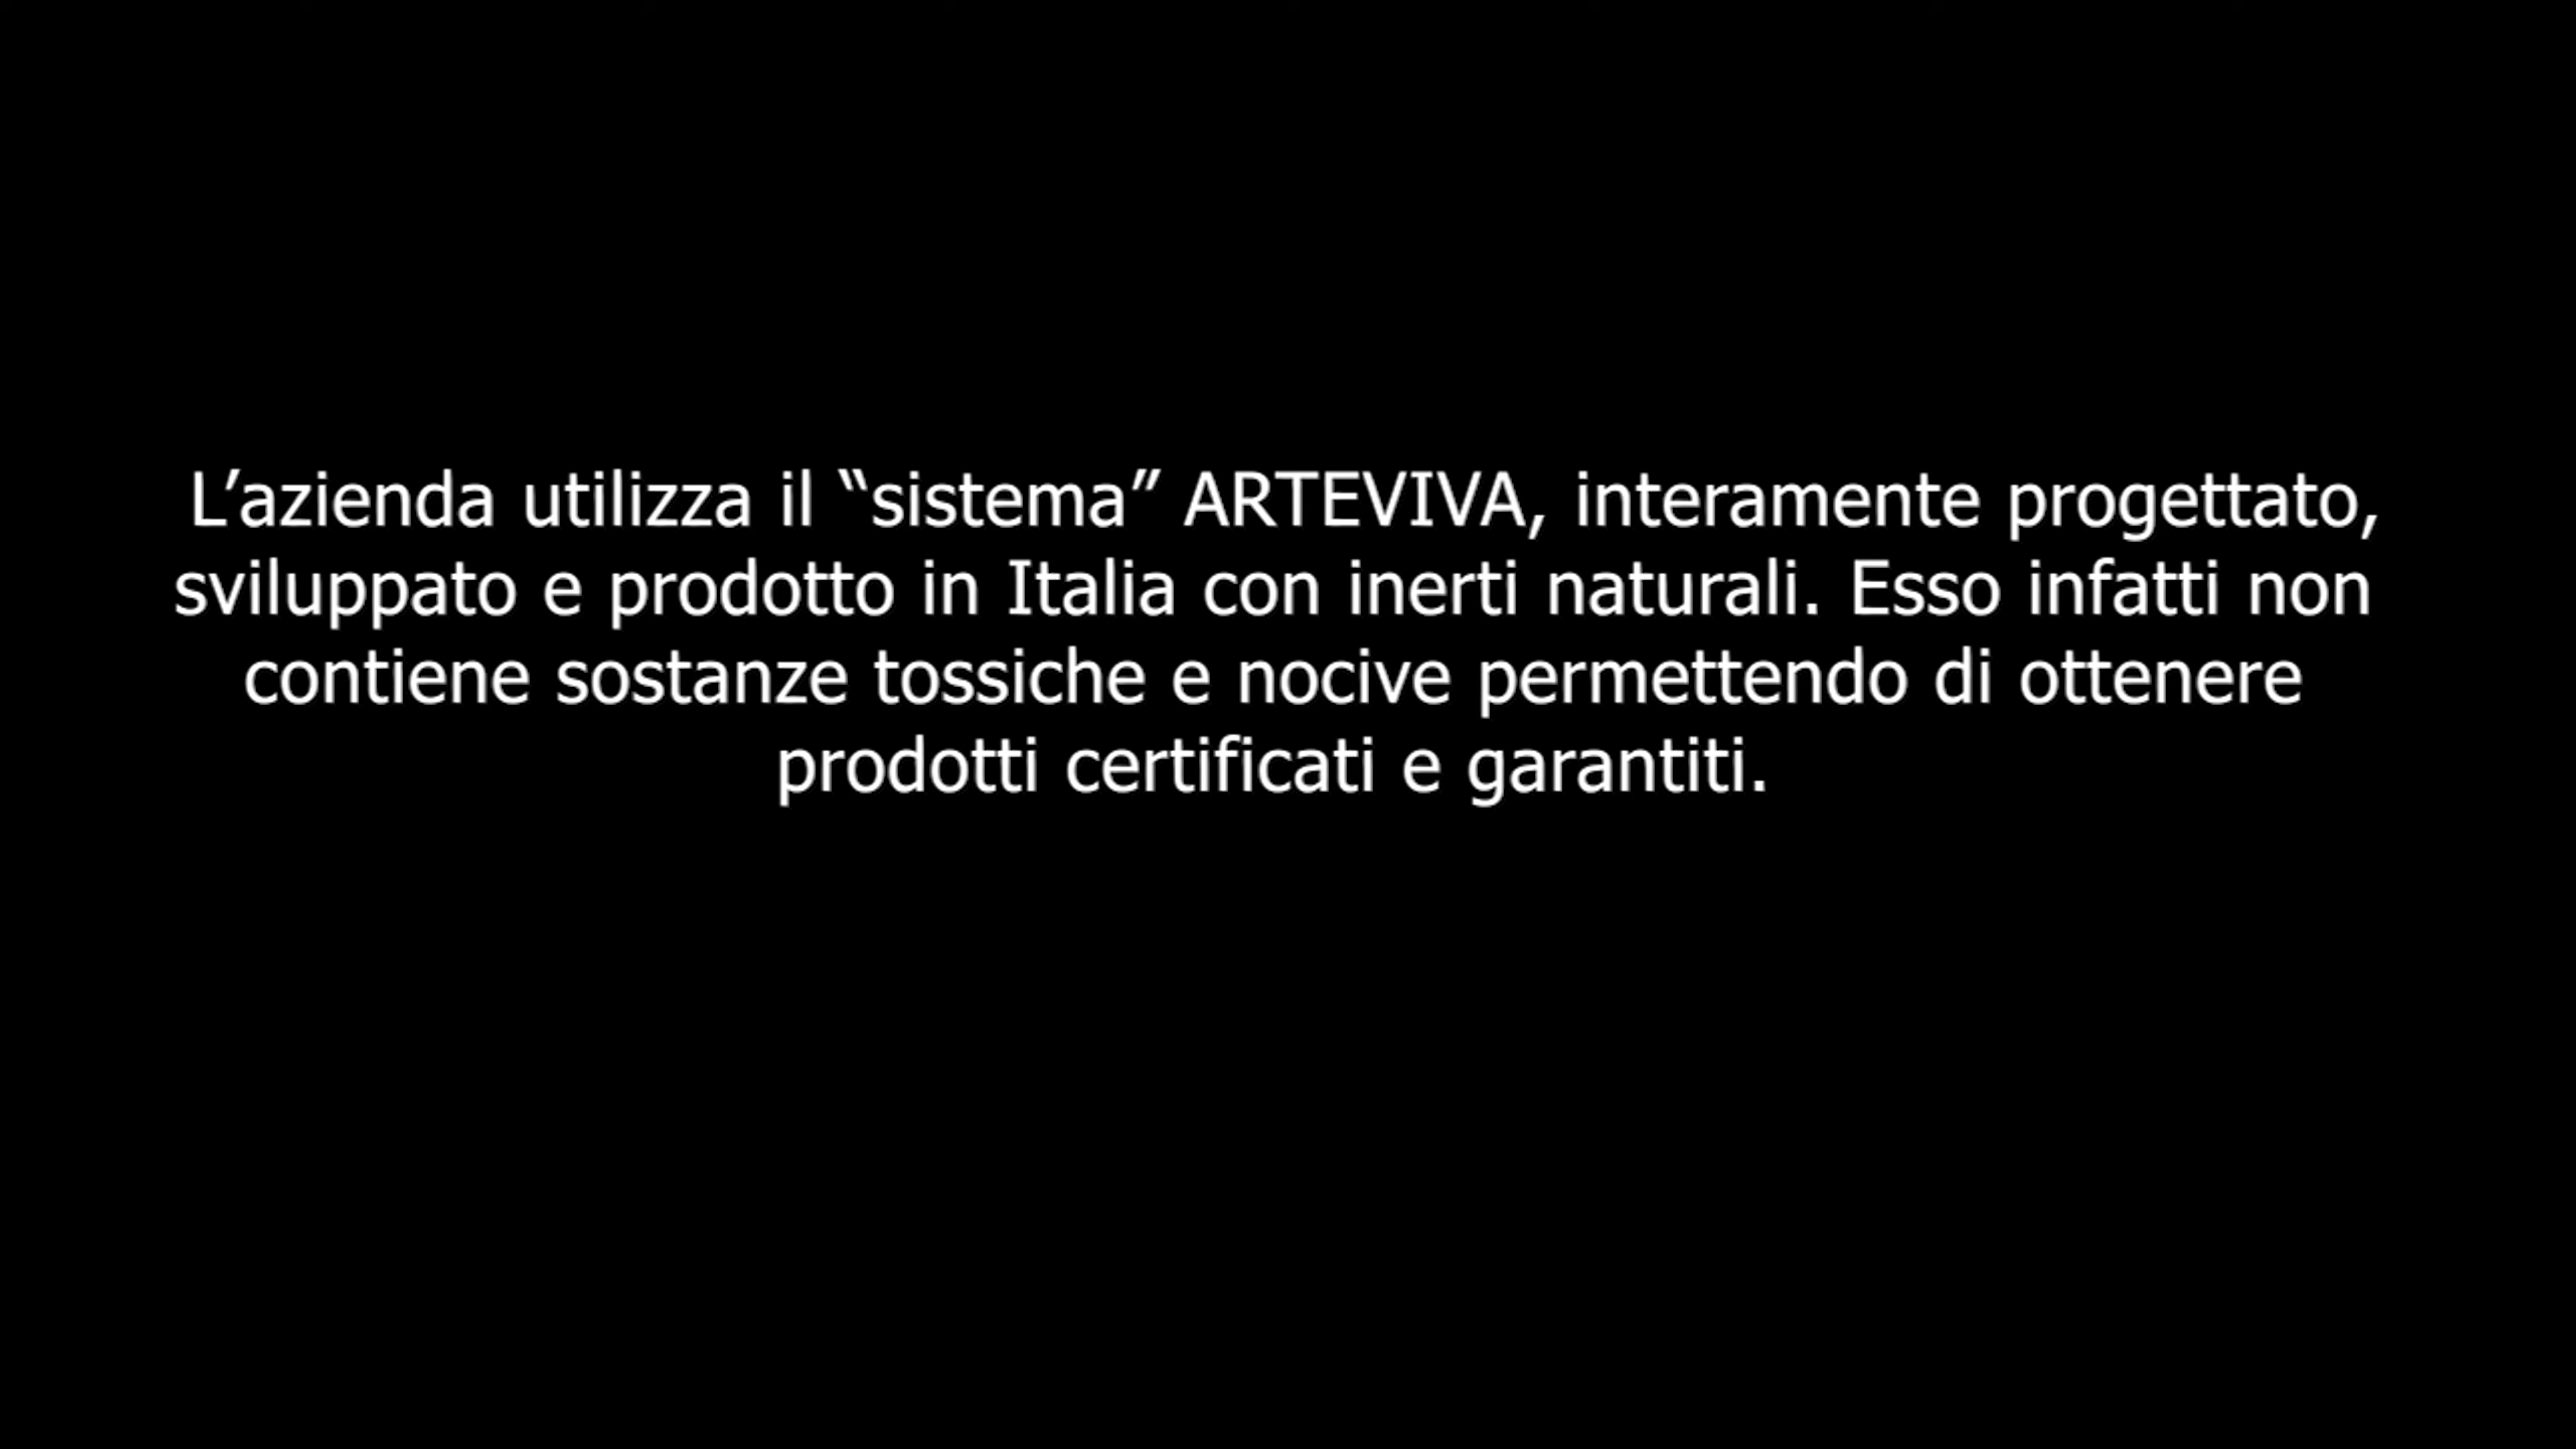 L’azienda utilizza il “sistema” ARTEVIVA, interamente progettato,
sviluppato e prodotto in Italia con inerti naturali. Esso infatti non
contiene sostanze tossiche e nocive permettendo di ottenere
prodotti certificati e garantiti.